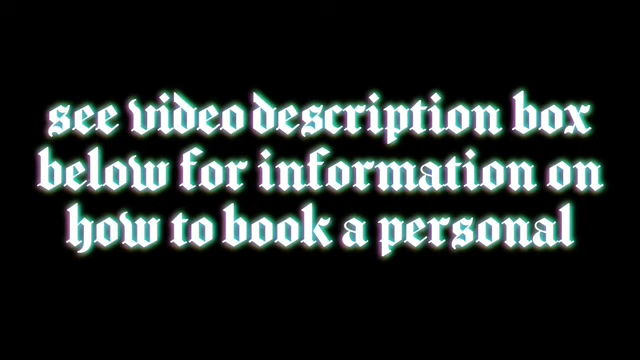 see video description box
below for information on
how to book a personal